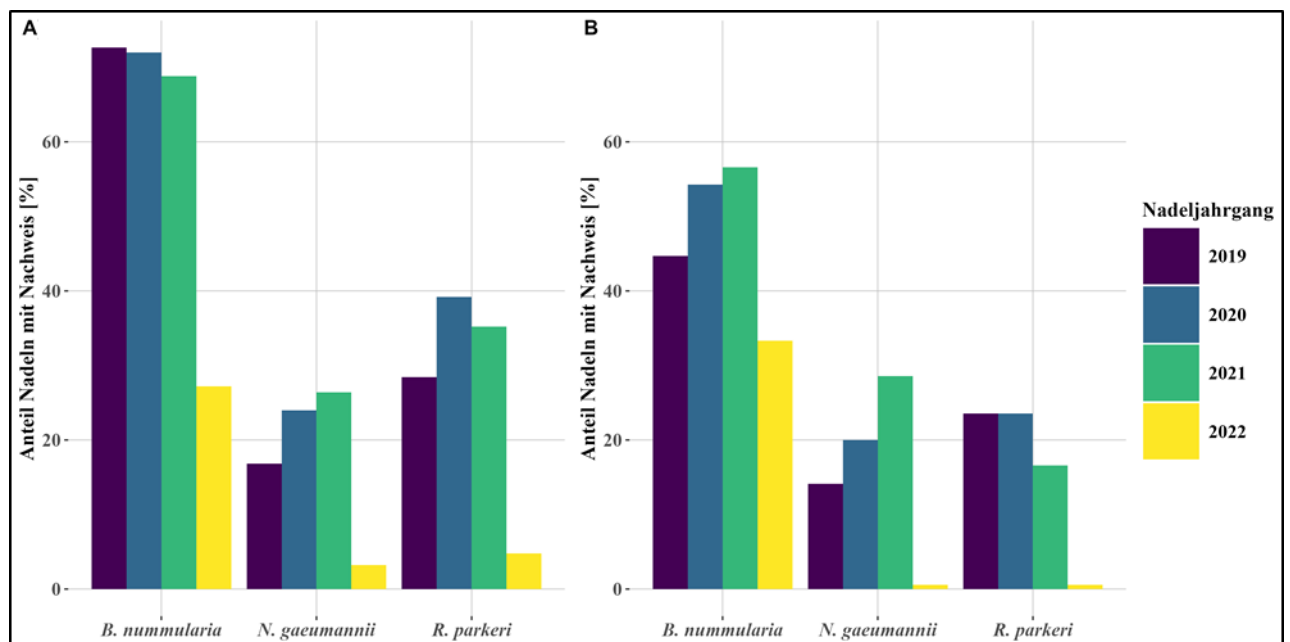 A
B
Anteil Nadeln mit Nachweis [%]
60
40
20
0
B. nummularia N. gaeumannii R. parkeri
Anteil Nadeln mit Nachweis [%]
60
40
20
0
B. nummularia N. gaeumannii R. parkeri
Nadeljahrgang
2019
2020
2021
2022